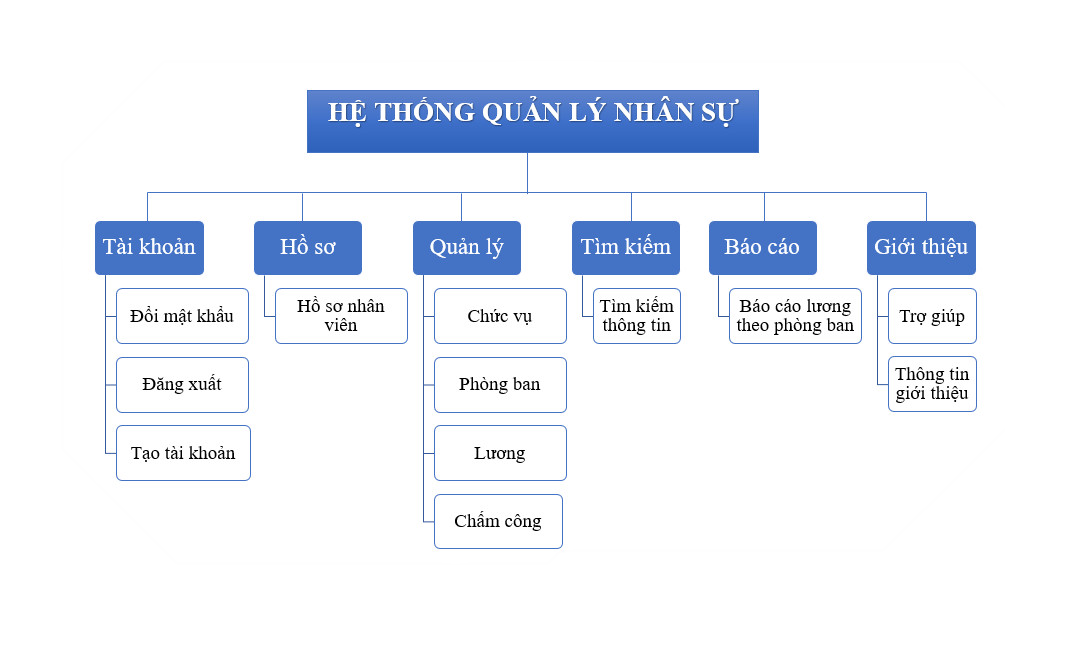 HỆ THỐNG QUẢN LÝ NHÂN SỰ
Tài khoản
Hồ sơ
Quản lý
Tìm kiếm
Báo cáo
Giới thiệu
Đổi mật khẩu
Hồ sơ nhân
viên
Chức vụ
Tìm kiếm
thông tin
Báo cáo lương
theo phòng ban
Trợ giúp
Đăng xuất
Phòng ban
Thông tin
giới thiệu
Tạo tài khoản
Lương
Chấm công